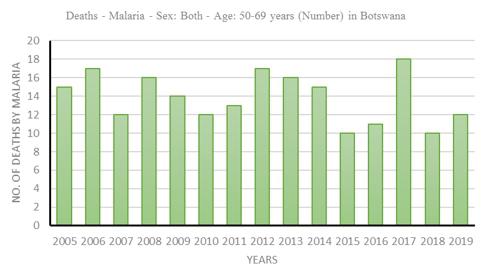 Deaths - Malaria - Sex: Both - Age: 50-69 years (Number) in Botswana
NO. OF DEATHS BY MALARIA
20
18
16
14
12
10
8
6
4
2
0
2005 2006 2007 2008 2009 2010 2011 2012 2013 2014 2015 2016 2017 2018 2019
YEARS